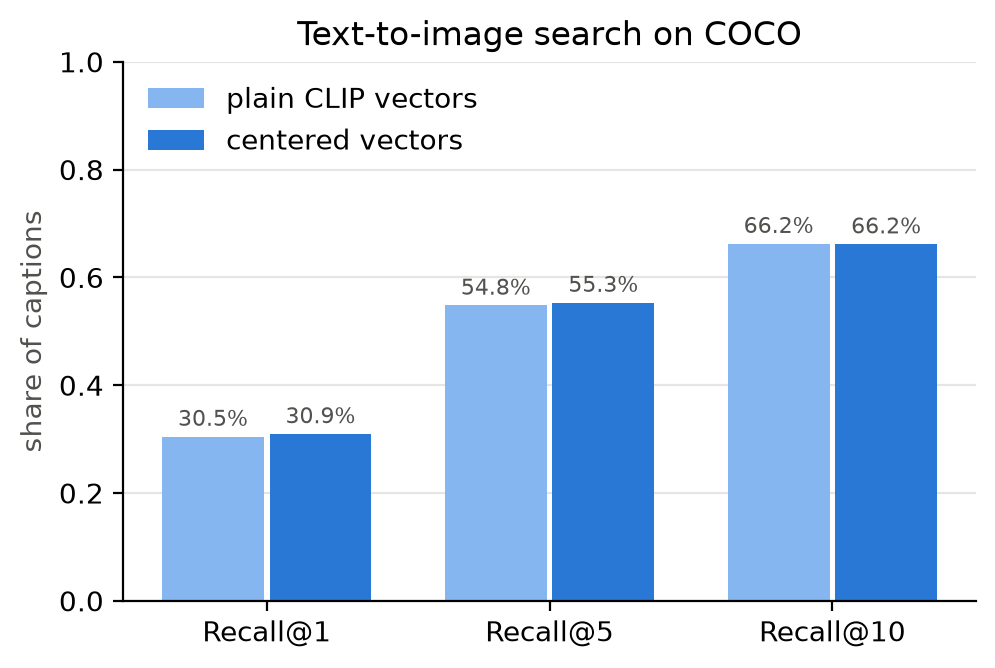 Text-to-image search on COCO
1.0
plain CLIP vectors
centered vectors
0.8
66.2% 66.2%
0.6
54.8% 55.3%
share of captions
0.4
30.5% 30.9%
0.2
0.0
Recall@1 Recall@5 Recall@10